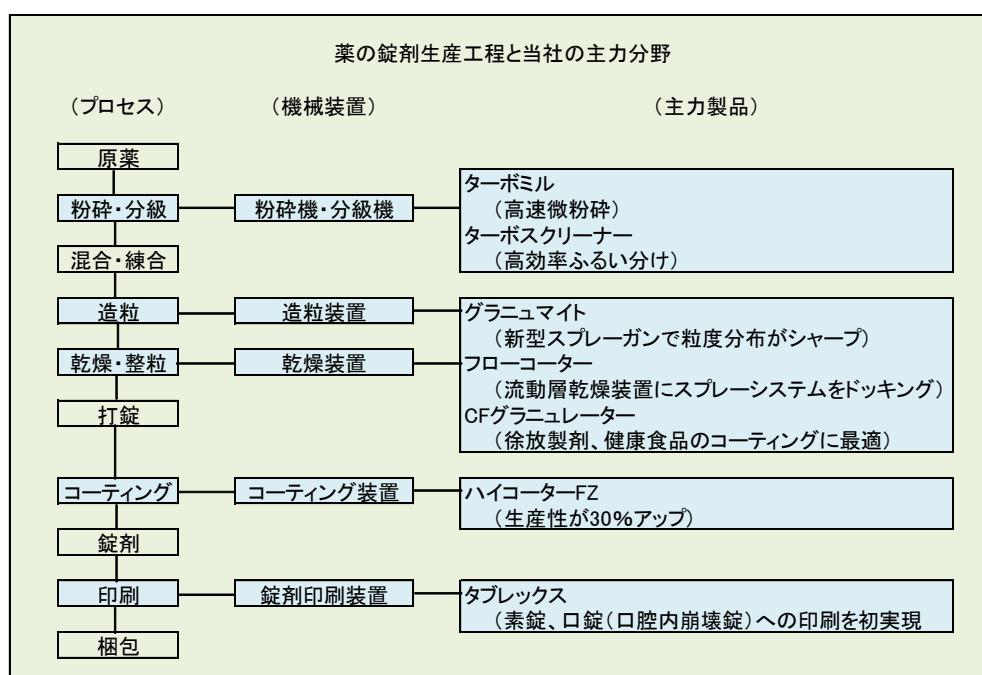 薬の錠剤生産工程と当社の主力分野
（プロセス） （機械装置） （主力製品）
原薬
粉砕・分級 粉砕機・分級機 ターボミル
（高速微粉砕）
ターボスクリーナー
（高効率ふるい分け）
混合・練合
造粒 造粒装置 グラニュマイト
（新型スプレーガンで粒度分布がシャープ）
乾燥・整粒 乾燥装置 フローコーター
（流動層乾燥装置にスプレーシステムをドッキング）
打錠
CFグラニュレーター
（徐放製剤、健康食品のコーティングに最適）
コーティング コーティング装置 ハイコーターFZ
（生産性が30%アップ）
錠剤
印刷 錠剤印刷装置 タブレックス
（素錠、口錠（口腔内崩壊錠）への印刷を初実現
梱包